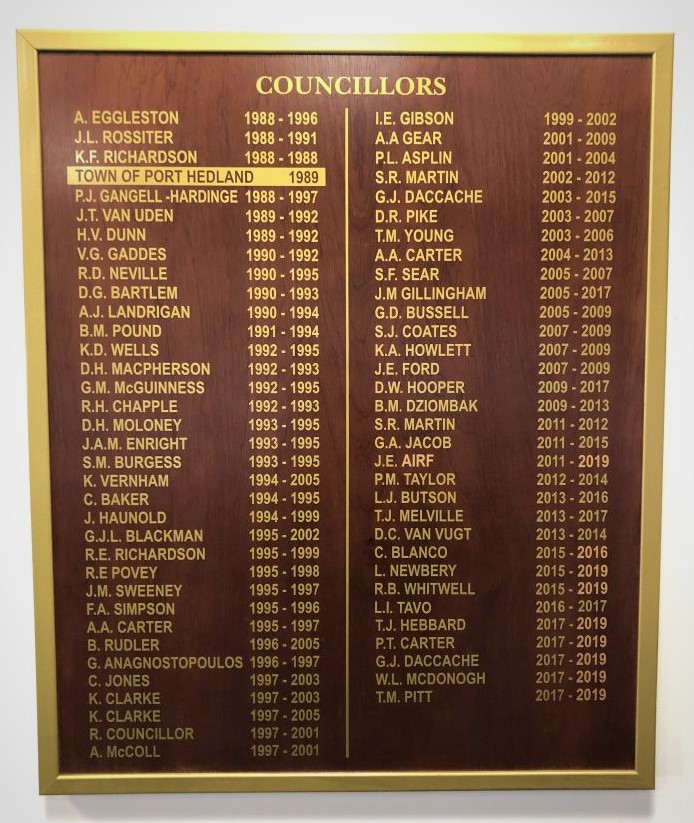 COUNCILLORS
A. EGGLESTON 1988 - 1996
J.L. ROSSITER 1988 - 1991
K.F. RICHARDSON 1988 - 1988
TOWN OF PORT HEDLAND 1989
P.J. GANGELL -HARDINGE 1988 - 1997
J.T. VAN UDEN 1989 - 1992
H.V. DUNN 1989 - 1992
V.G. GADDES 1990 - 1992
R.D. NEVILLE 1990 - 1995
D.G. BARTLEM 1990 - 1993
A.J. LANDRIGAN 1990 - 1994
B.M. POUND 1991 - 1994
K.D. WELLS 1992 - 1995
D.H. MACPHERSON 1992 - 1993
G.M. McGUINNESS 1992 - 1995
R.H. CHAPPLE 1992 - 1993
D.H. MOLONEY 1993 - 1995
J.A.M. ENRIGHT 1993 - 1995
S.M. BURGESS 1993 - 1995
K. VERNHAM 1994 - 2005
C. BAKER 1994 - 1995
J. HAUNOLD 1994 - 1999
G.J.L. BLACKMAN 1995 - 2002
R.E. RICHARDSON 1995 - 1999
R.E POVEY 1995 - 1998
J.M. SWEENEY 1995 - 1997
F.A. SIMPSON 1995 - 1996
A.A. CARTER 1995 - 1997
B. RUDLER 1996 - 2005
G. ANAGNOSTOPOULOS 1996 - 1997
C. JONES 1997 - 2003
K. CLARKE 1997 - 2003
K. CLARKE 1997 - 2005
R. COUNCILLOR 1997 - 2001
A. McCOLL 1997 - 2001
I.E. GIBSON 1999 - 2002
A.A GEAR 2001 - 2009
P.L. ASPLIN 2001 - 2004
S.R. MARTIN 2002 - 2012
G.J. DACCACHE 2003 - 2015
D.R. PIKE 2003 - 2007
T.M. YOUNG 2003 - 2006
A.A. CARTER 2004 - 2013
S.F. SEAR 2005 - 2007
J.M GILLINGHAM 2005 - 2017
G.D. BUSSELL 2005 - 2009
S.J. COATES 2007 - 2009
K.A. HOWLETT 2007 - 2009
J.E. FORD 2007 - 2009
D.W. HOOPER 2009 - 2017
B.M. DZIOMBAK 2009 - 2013
S.R. MARTIN 2011 - 2012
G.A. JACOB 2011 - 2015
J.E. AIRF 2011 - 2019
P.M. TAYLOR 2012 - 2014
L.J. BUTSON 2013 - 2016
T.J. MELVILLE 2013 - 2017
D.C. VAN VUGT 2013 - 2014
C. BLANCO 2015 - 2016
L. NEWBERY 2015 - 2019
R.B. WHITWELL 2015 - 2019
L.I. TAVO 2016 - 2017
T.J. HEBBARD 2017 - 2019
P.T. CARTER 2017 - 2019
G.J. DACCACHE 2017 - 2019
W.L. MCDONOGH 2017 - 2019
T.M. PITT 2017 - 2019